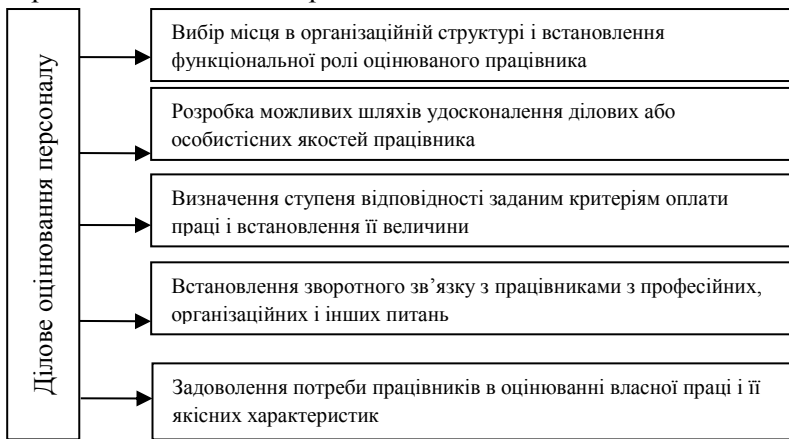 Ділове оцінювання персоналу
Вибір місця в організаційній структурі і встановлення
функціональної ролі оцінюваного працівника
Розробка можливих шляхів удосконалення ділових або
особистісних якостей працівника
Визначення ступеня відповідності заданим критеріям оплати
праці і встановлення її величини
Встановлення зворотного зв’язку з працівниками з професійних,
організаційних і інших питань
Задоволення потреби працівників в оцінюванні власної праці і її
якісних характеристик